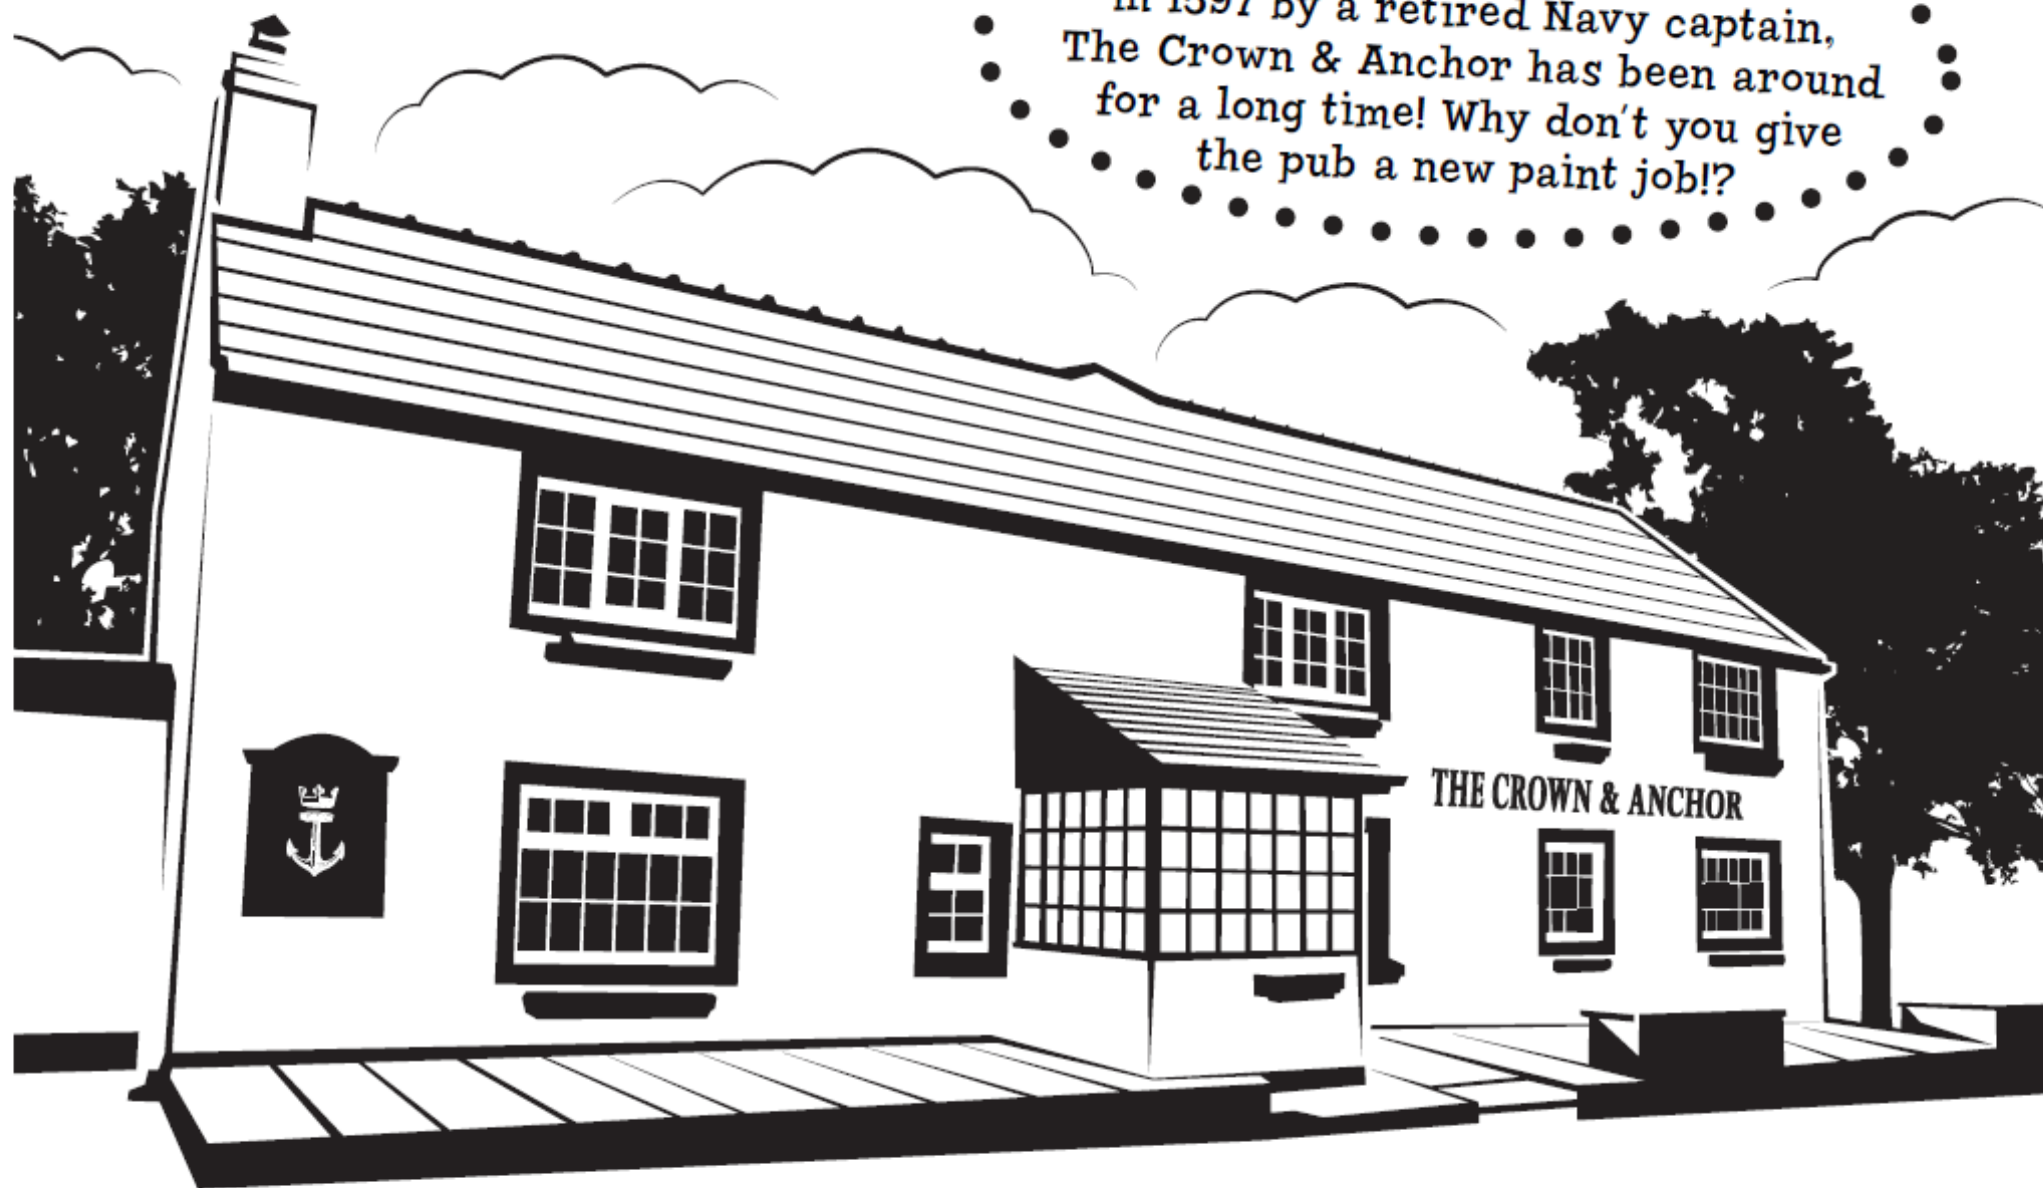 in 1597 by a retired Navy captain,
The Crown & Anchor has been around
for a long time! Why don't you give
the pub a new paint job!?
THE CROWN & ANCHOR